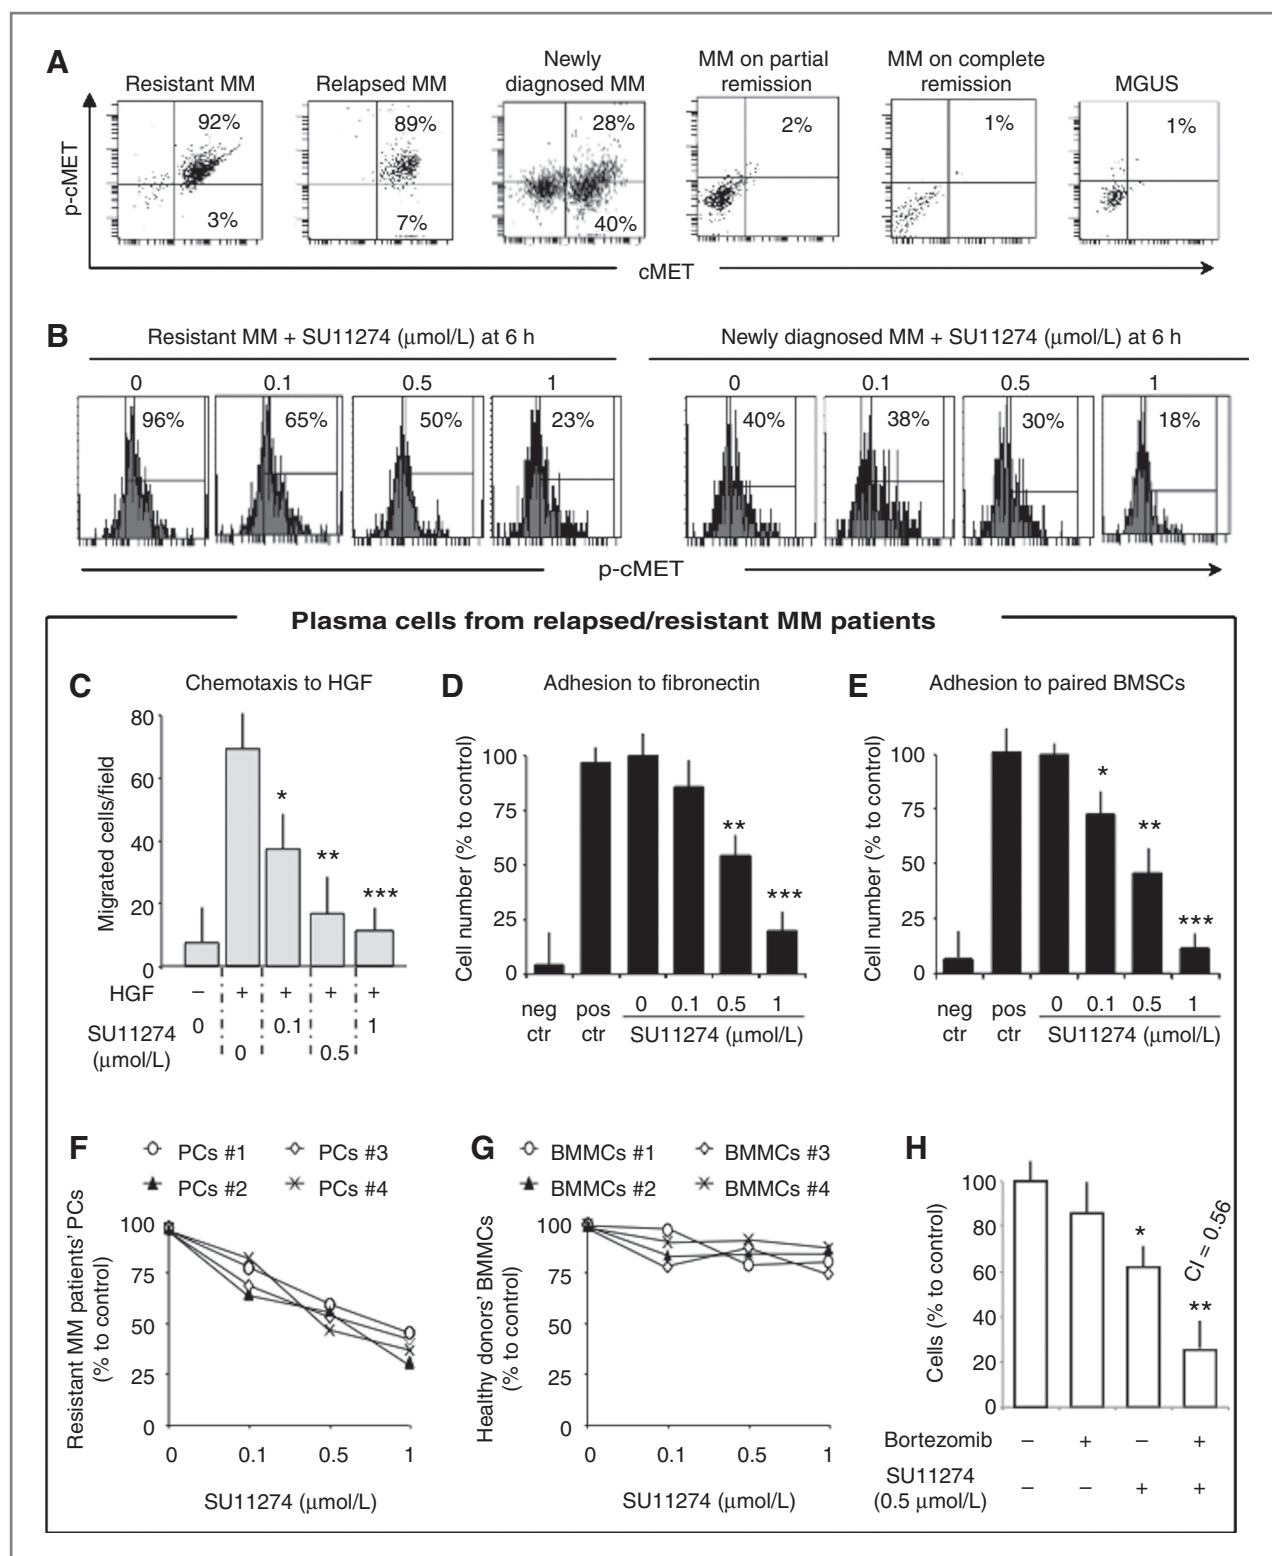 A
Resistant MM
Relapsed MM
Newly
diagnosed MM
MM on partial
remission
MM on complete
remission
MGUS
p-cMET
92%
3%
89%
7%
28%
40%
2%
1%
1%
cMET
B
Resistant MM + SU11274 (μmol/L) at 6 h
0 0.1 0.5 1
96% 65% 50% 23%
Newly diagnosed MM + SU11274 (μmol/L) at 6 h
0 0.1 0.5 1
40% 38% 30% 18%
p-cMET
Plasma cells from relapsed/resistant MM patients
C
Chemotaxis to HGF
Migrated cells/field
80
60
40
20
0
* ** ***
HGF − + + + +
SU11274
(μmol/L)
0 0 0.1 0.5 1
D
Adhesion to fibronectin
Cell number (% to control)
100
75
50
25
0
** ***
neg
ctr
pos
ctr
0 0.1 0.5 1
SU11274 (μmol/L)
E
Adhesion to paired BMSCs
Cell number (% to control)
100
75
50
25
0
* ** ***
neg
ctr
pos
ctr
0 0.1 0.5 1
SU11274 (μmol/L)
F
PCs #1 PCs #3
PCs #2 PCs #4
Resistant MM patients’ PCs
(% to control)
100
75
50
25
0
0 0.1 0.5 1
SU11274 (μmol/L)
G
BMMCs #1 BMMCs #3
BMMCs #2 BMMCs #4
Healthy donors’ BMMCs
(% to control)
100
75
50
25
0
0 0.1 0.5 1
SU11274 (μmol/L)
H
Cells (% to control)
100
80
60
40
20
0
* **
CI = 0.56
Bortezomib − + − +
SU11274
(0.5 μmol/L)
− − + +